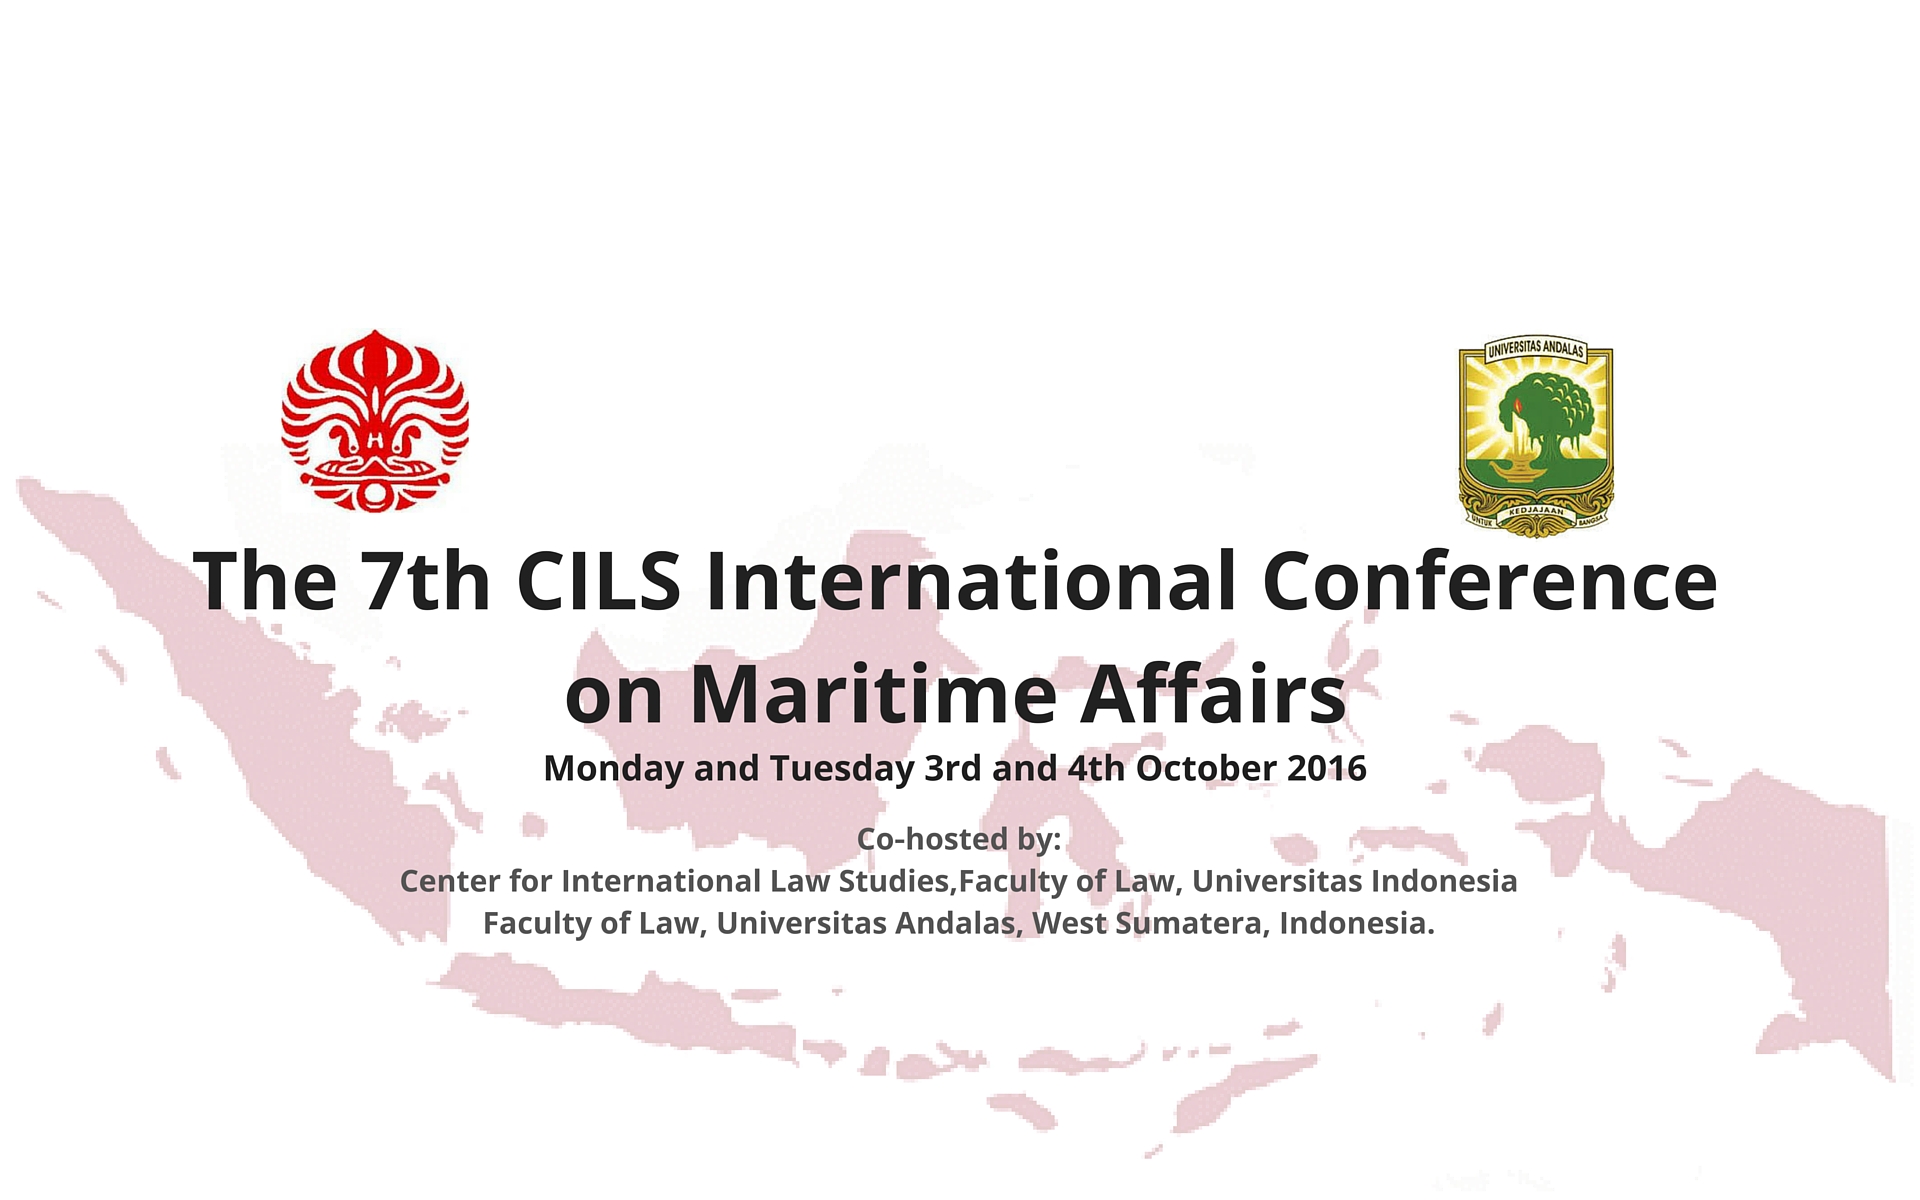 UNIVERSITAS ANDALAS
UNTUK KEDJAJAAN BANGSA
The 7th CILS International Conference
on Maritime Affairs
Monday and Tuesday 3rd and 4th October 2016
Co-hosted by:
Center for International Law Studies,Faculty of Law, Universitas Indonesia
Faculty of Law, Universitas Andalas, West Sumatera, Indonesia.